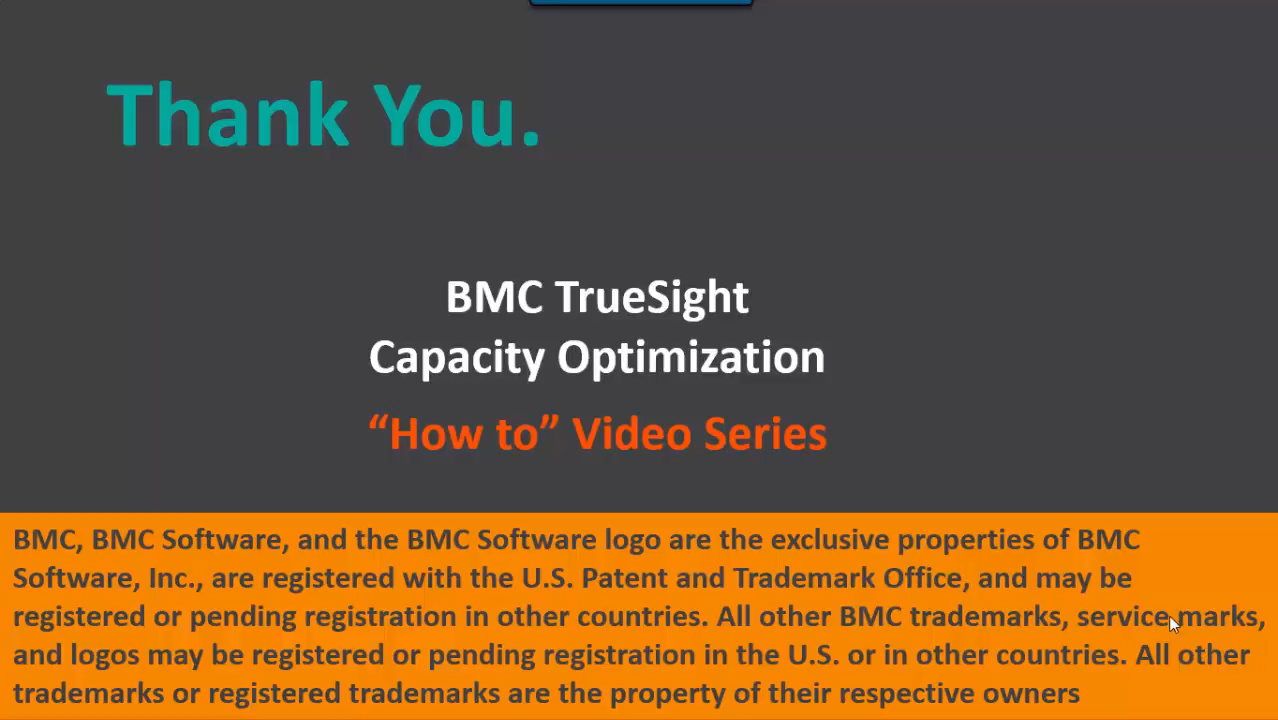 Thank You.
BMC TrueSight
Capacity Optimization
“How to” Video Series
BMC, BMC Software, and the BMC Software logo are the exclusive properties of BMC
Software, Inc., are registered with the U.S. Patent and Trademark Office, and may be
registered or pending registration in other countries. All other BMC trademarks, service marks,
and logos may be registered or pending registration in the U.S. or in other countries. All other
trademarks or registered trademarks are the property of their respective owners